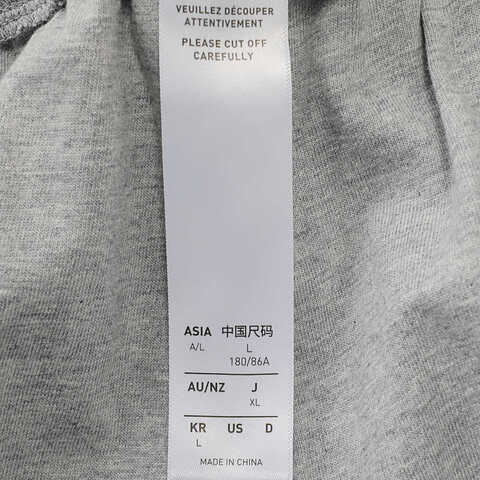 VEUILLEZ DÉCOUPER
ATTENTIVEMENT
PLEASE CUT OFF
CAREFULLY
ASIA 中国尺码
A/L L
180/86A
AU/NZ J
XL
KR US D
L
MADE IN CHINA